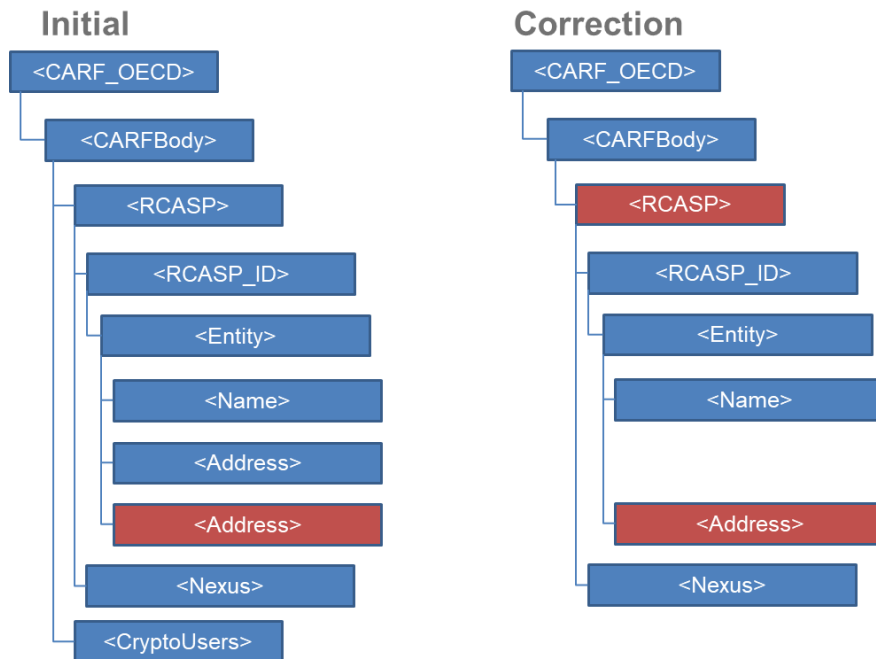 Initial
<CARF_OECD>
<CARFBody>
<RCASP>
<RCASP_ID>
<Entity>
<Name>
<Address>
<Address>
<Nexus>
<CryptoUsers>
Correction
<CARF_OECD>
<CARFBody>
<RCASP>
<RCASP_ID>
<Entity>
<Name>
<Address>
<Nexus>